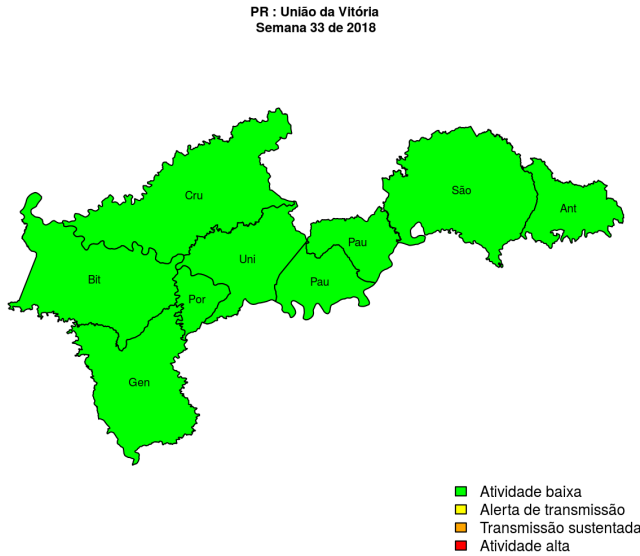 PR : União da Vitória
Semana 33 de 2018
Cru
São
Ant
Pau
Uni
Bit
Pau
Por
Gen
Atividade baixa
Alerta de transmissão
Transmissão sustentada
Atividade alta